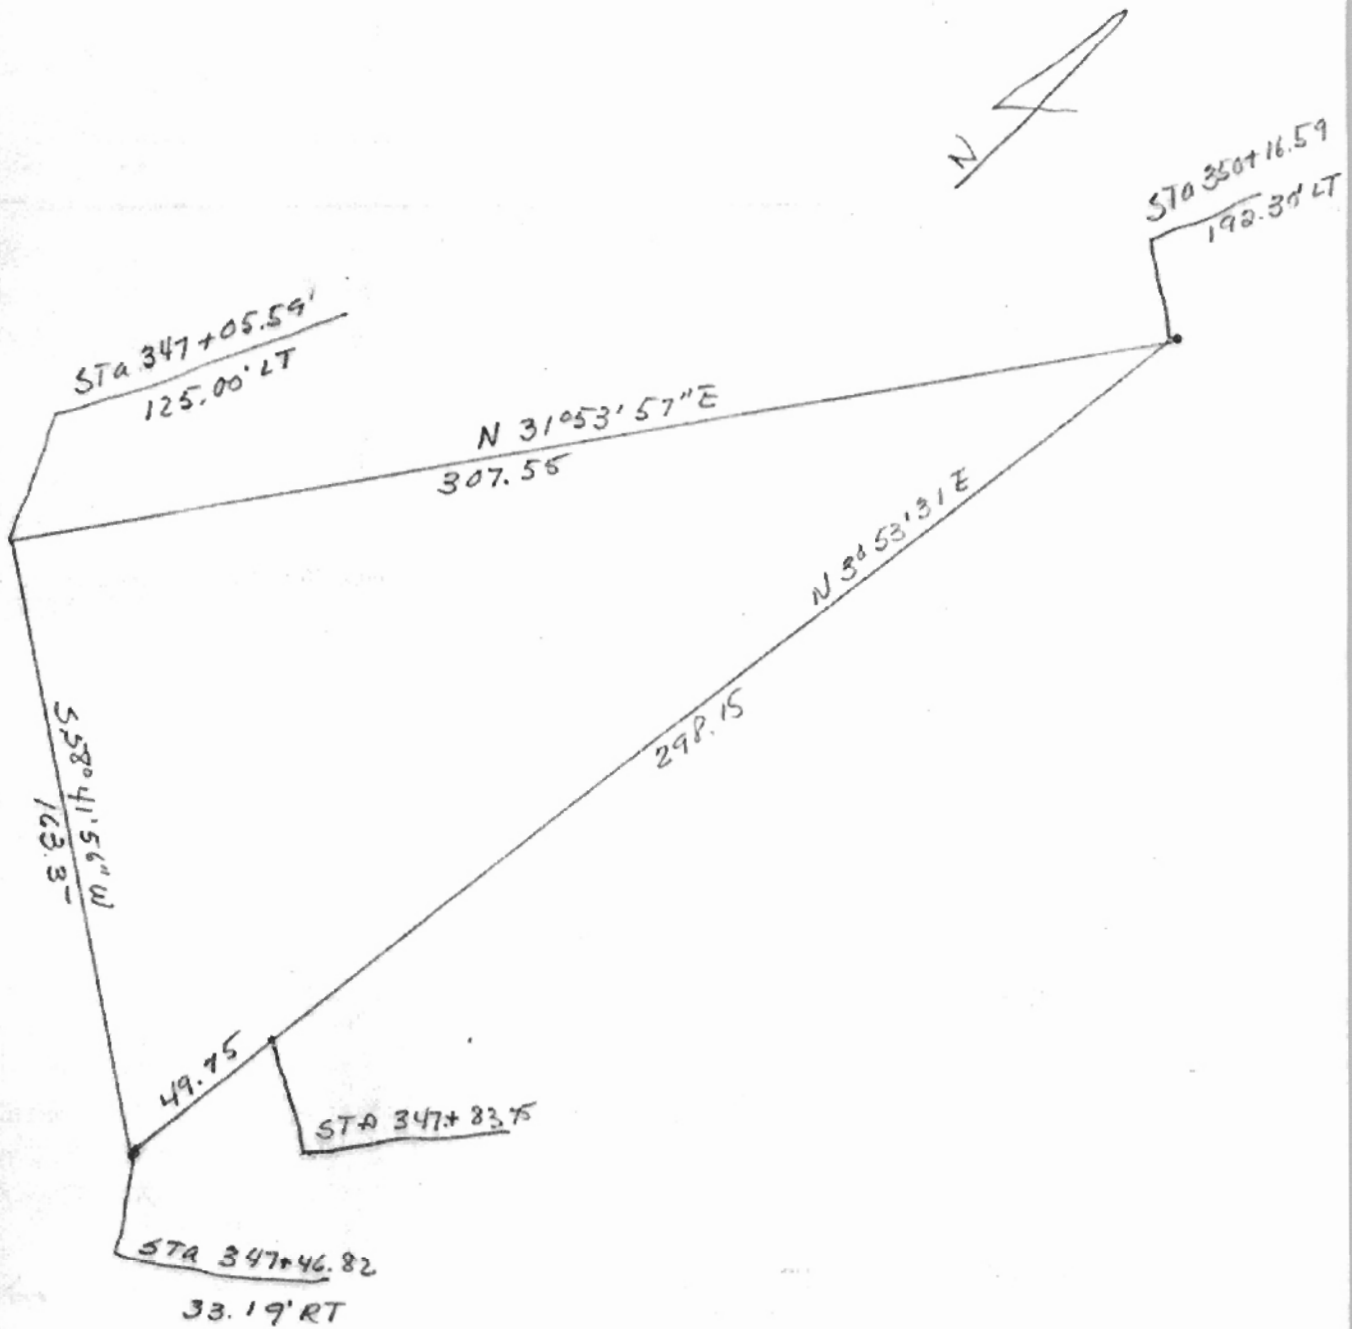 N
STa 350+16.59
192.30' LT
STa 347+05.59'
125.00' LT
N 31°53'57"E
307.55
N 3° 53' 31 E
298.15
S 58° 41' 56" W
163.3-
49.75
STA 347+ 83.75
STa 347+46.82
33.19' RT